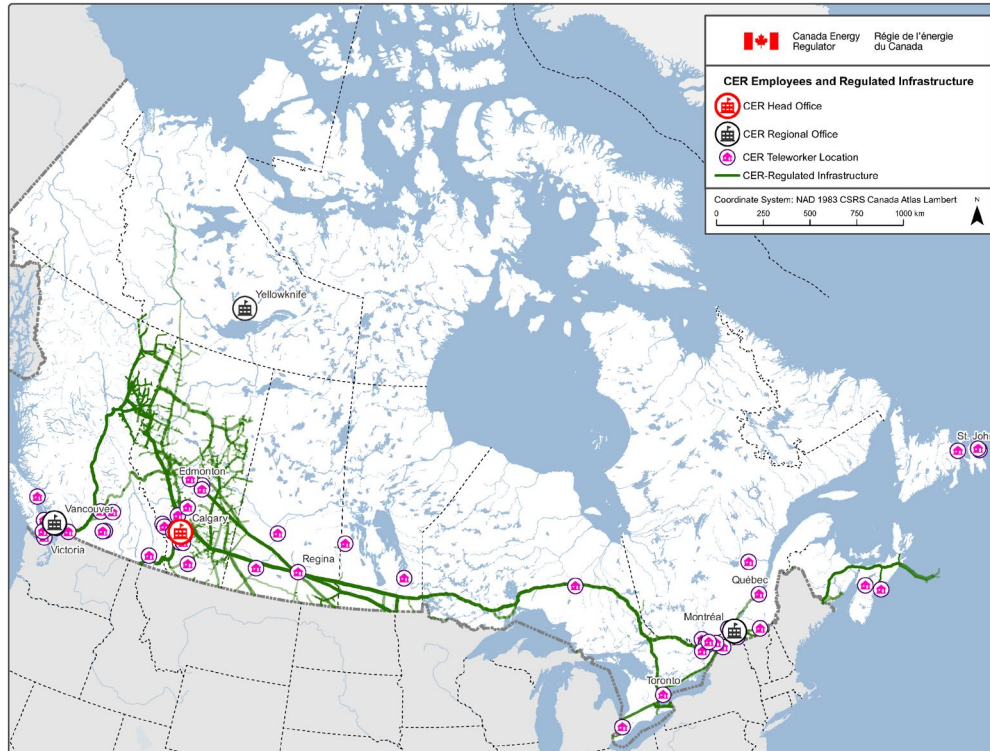 Canada Energy
Regulator
Régie de l'énergie
du Canada
CER Employees and Regulated Infrastructure
CER Head Office
CER Regional Office
CER Teleworker Location
CER-Regulated Infrastructure
Coordinate System: NAD 1983 CSRS Canada Atlas Lambert
0 250 500 750 1000 km
N
Yellowknife
St. John
Edmonton
Vancouver
Calgary
Victoria
Regina
Québec
Montréal
Toronto